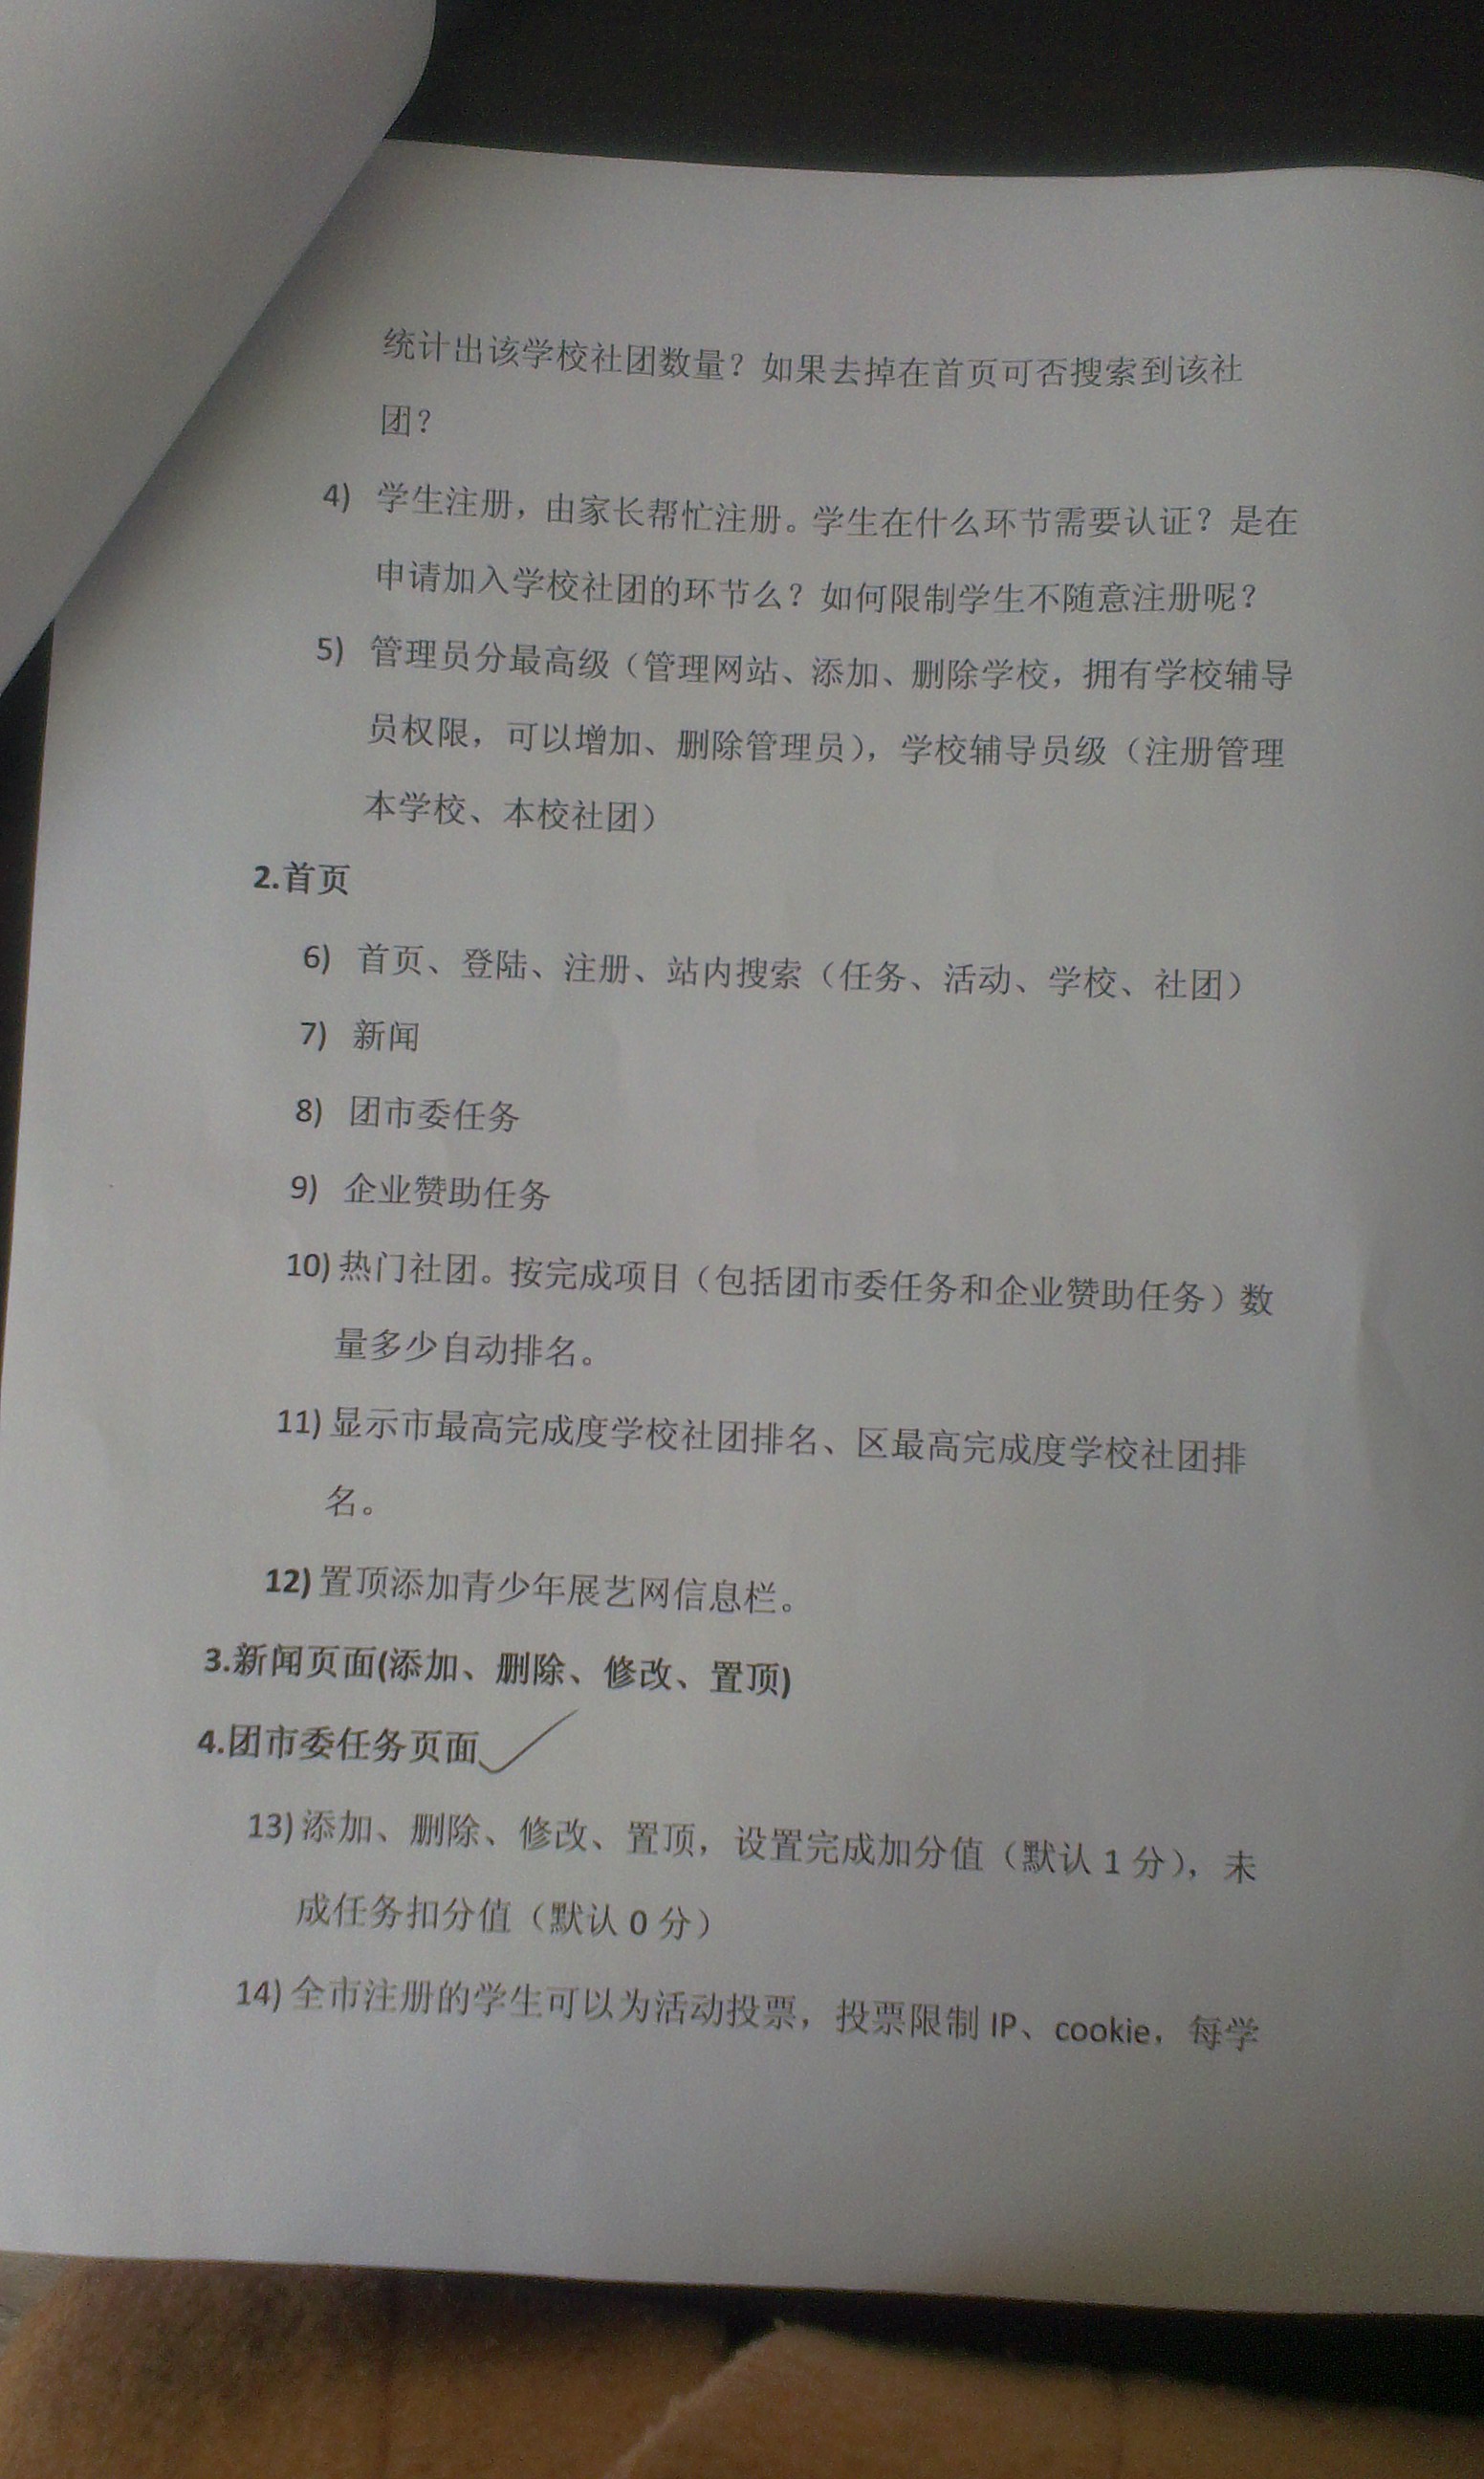 统计出该学校社团数量？如果去掉在首页可否搜索到该社
团？
4) 学生注册，由家长帮忙注册。学生在什么环节需要认证？是在
申请加入学校社团的环节么？如何限制学生不随意注册呢？
5) 管理员分最高级（管理网站、添加、删除学校，拥有学校辅导
员权限，可以增加、删除管理员），学校辅导员级（注册管理
本学校、本校社团）
2.首页
6) 首页、登陆、注册、站内搜索（任务、活动、学校、社团）
7) 新闻
8) 团市委任务
9) 企业赞助任务
10) 热门社团。按完成项目（包括团市委任务和企业赞助任务）数
量多少自动排名。
11) 显示市最高完成度学校社团排名、区最高完成度学校社团排
名。
12) 置顶添加青少年展艺网信息栏。
3.新闻页面(添加、删除、修改、置顶)
4.团市委任务页面
13) 添加、删除、修改、置顶，设置完成加分值（默认 1 分），未
成任务扣分值（默认 0 分）
14) 全市注册的学生可以为活动投票，投票限制 IP、cookie，每学